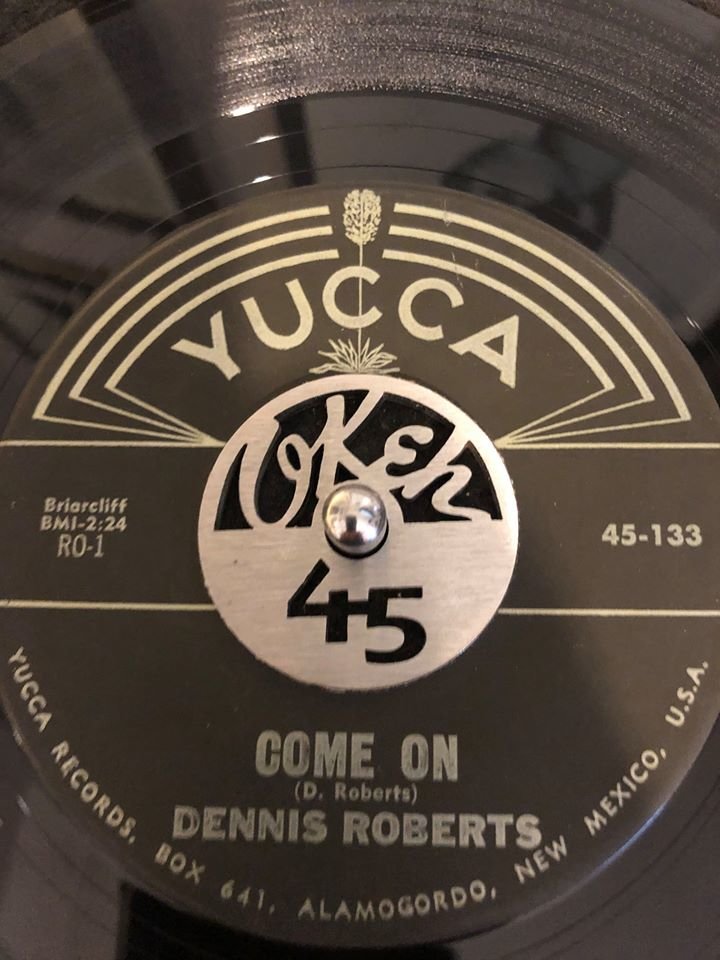 YUCCA
OKeh
45
Briarcliff
BMI-2:24
RO-1
45-133
COME ON
(D. Roberts)
DENNIS ROBERTS
YUCCA RECORDS, BOX 641, ALAMOGORDO, NEW MEXICO, U.S.A.